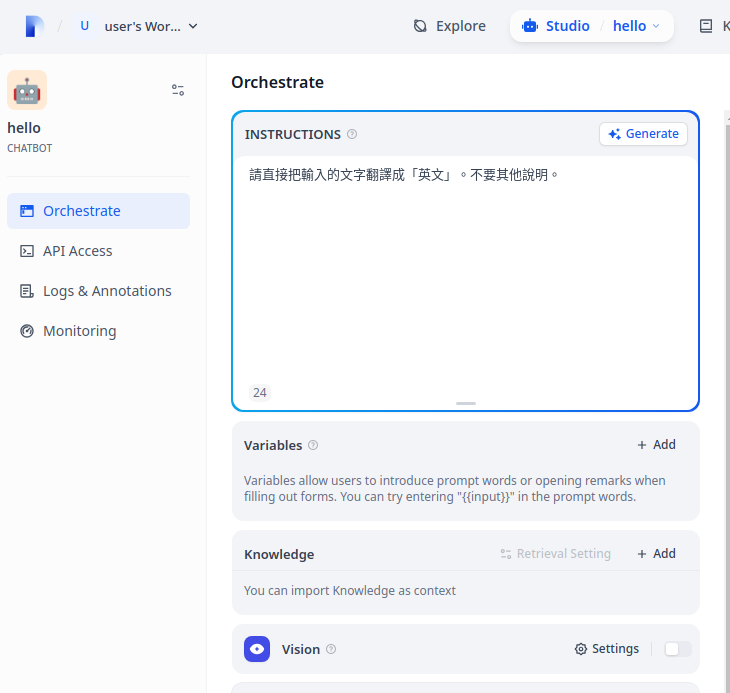 U user's Wor... Explore Studio / hello
Orchestrate
hello
CHATBOT
Orchestrate
API Access
Logs & Annotations
Monitoring
INSTRUCTIONS Generate
請直接把輸入的文字翻譯成「英文」。不要其他說明。
24
Variables + Add
Variables allow users to introduce prompt words or opening remarks when
filling out forms. You can try entering "{{input}}" in the prompt words.
Knowledge Retrieval Setting + Add
You can import Knowledge as context
Vision Settings